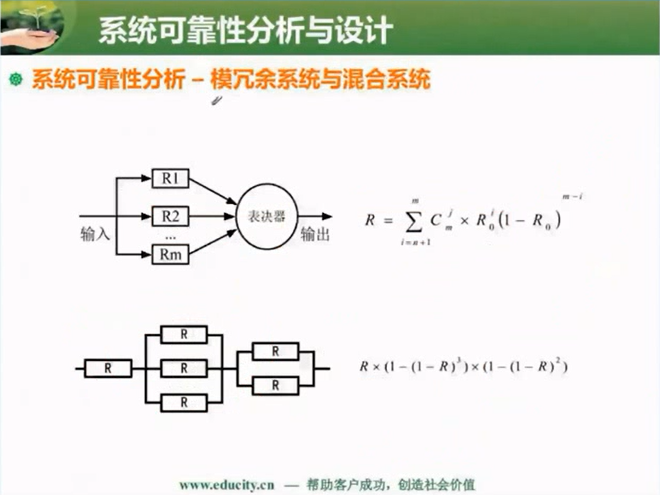 系统可靠性分析与设计
系统可靠性分析 – 模冗余系统与混合系统
R1
R2
...
Rm
输入
表决器
输出
R = ∑_{i=n+1}^{m} C_m^j × R_0^i (1 − R_0)^{m−i}
R
R
R
R
R
R
R×(1−(1−R)^3)×(1−(1−R)^2)
www.educity.cn — 帮助客户成功，创造社会价值